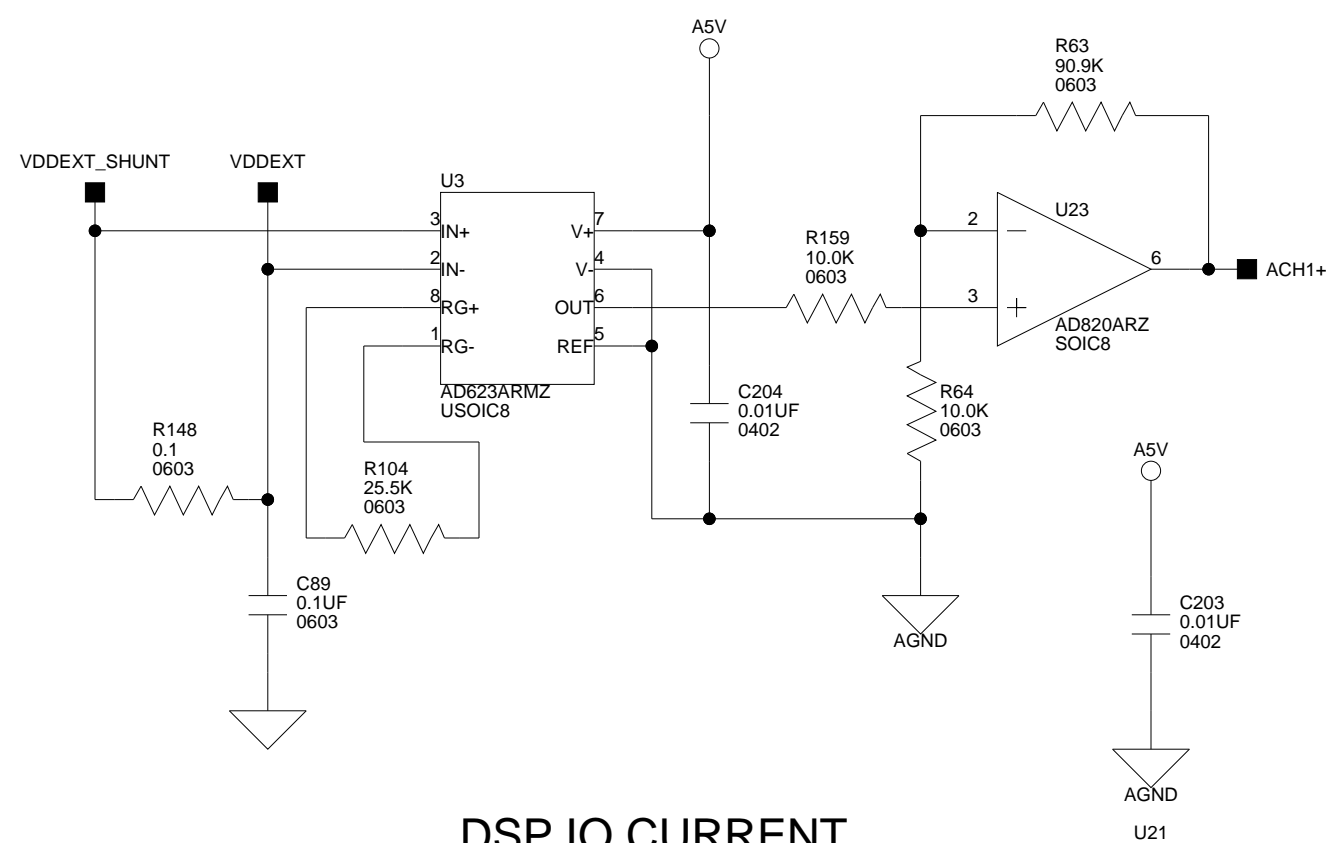 A5V
R63
90.9K
0603
VDDEXT_SHUNT
VDDEXT
U3
3
IN+
2
IN-
8
RG+
1
RG-
7
V+
4
V-
6
OUT
5
REF
AD623ARMZ
USOIC8
R159
10.0K
0603
U23
2
3
6
ACH1+
AD820ARZ
SOIC8
C204
0.01UF
0402
R64
10.0K
0603
R148
0.1
0603
R104
25.5K
0603
A5V
C89
0.1UF
0603
C203
0.01UF
0402
AGND
AGND
DSP IO CURRENT
U21